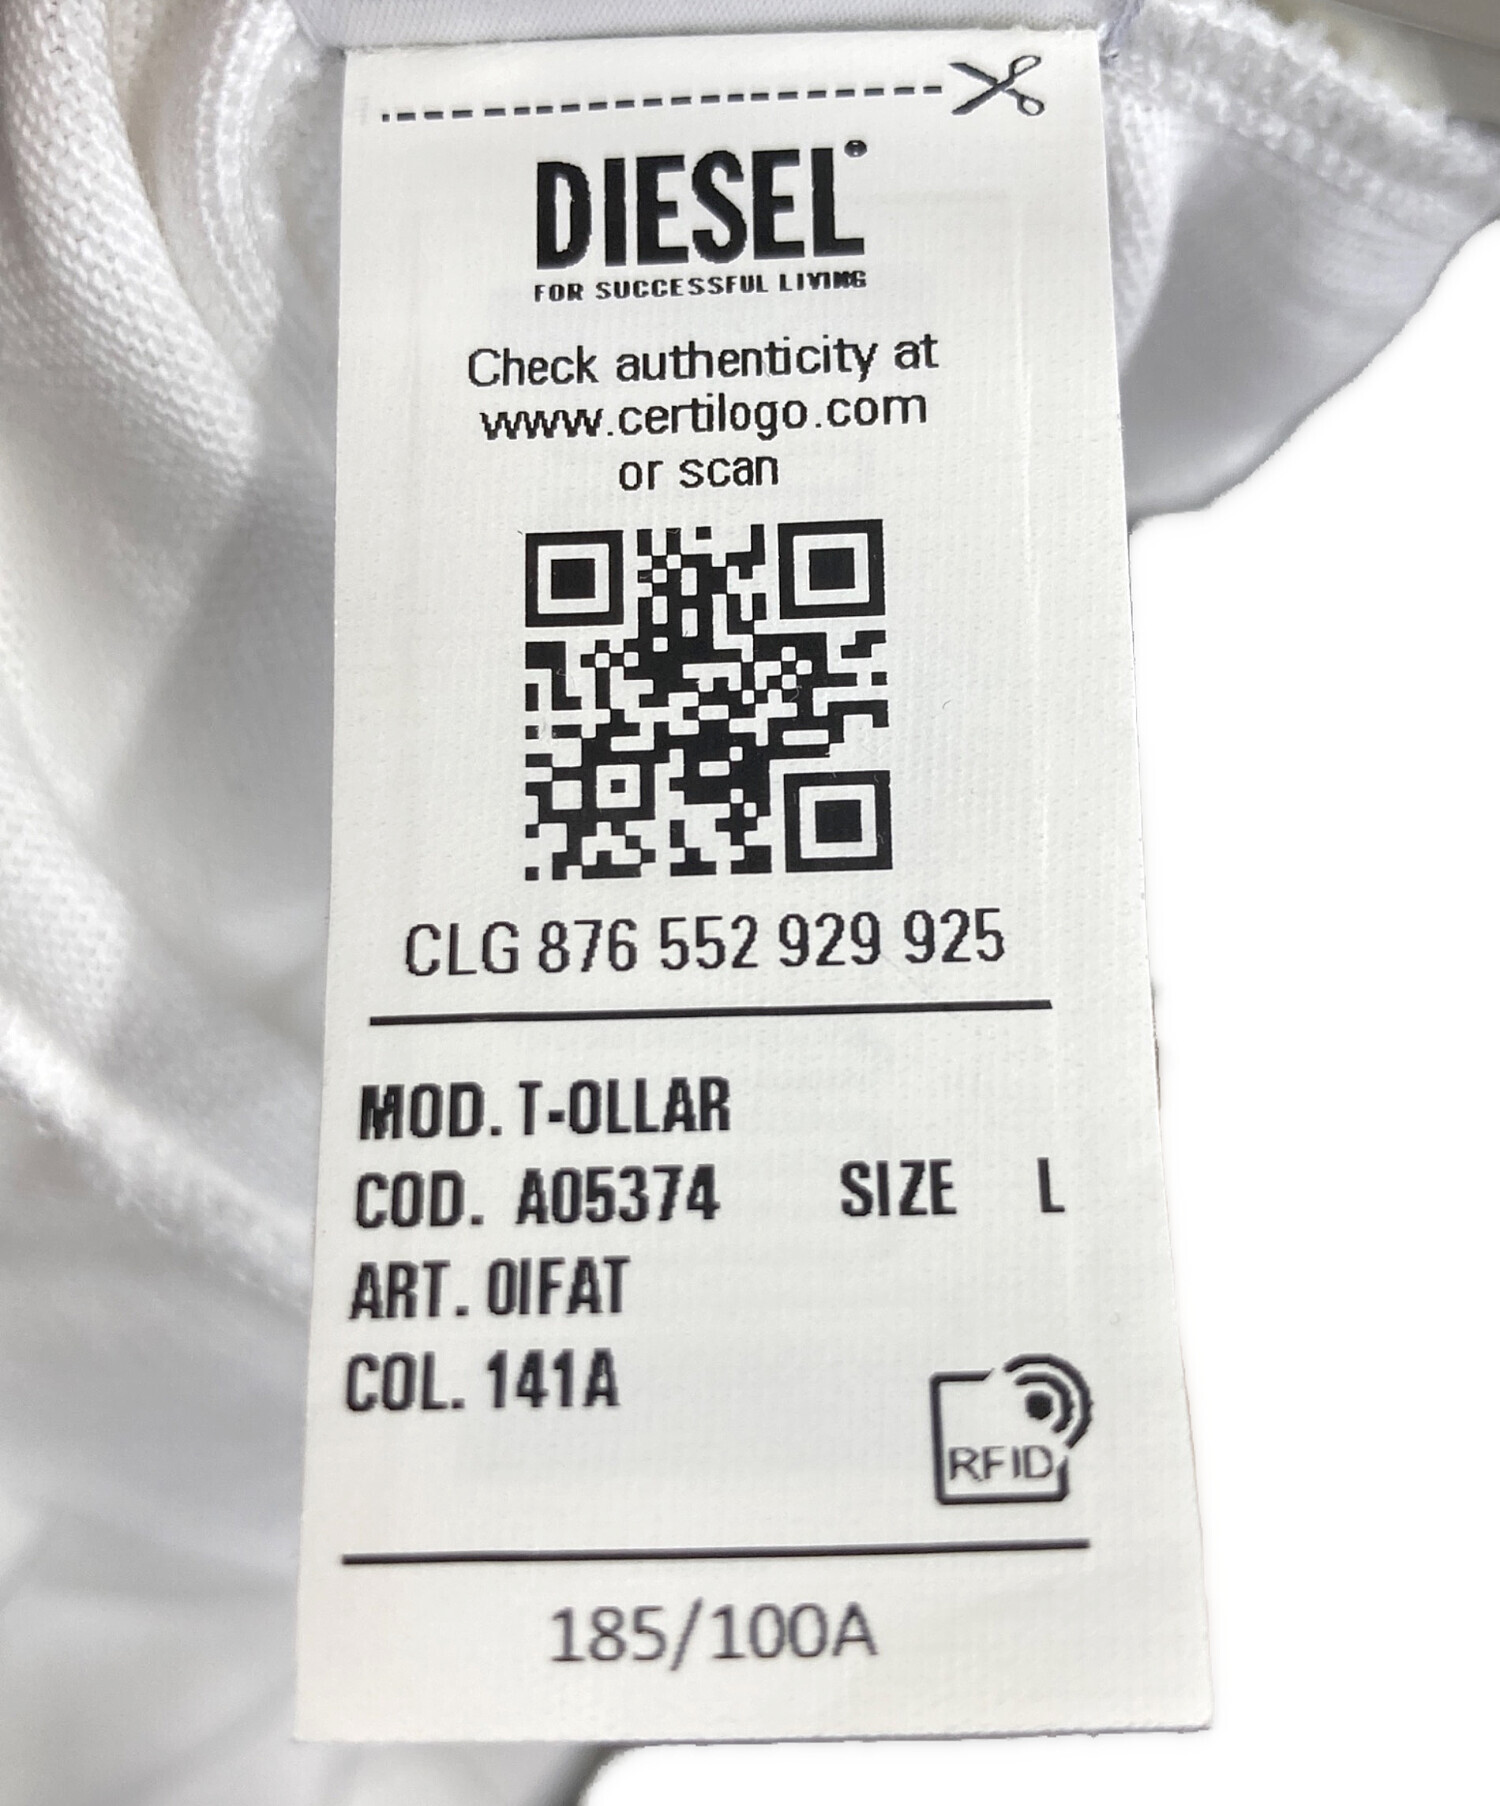 DIESEL
FOR SUCCESSFUL LIVING
Check authenticity at
www.certilogo.com
or scan
CLG 876 552 929 925
MOD. T-OLLAR
COD. A05374 SIZE L
ART. 0IFAT
COL. 141A
RFID
185/100A